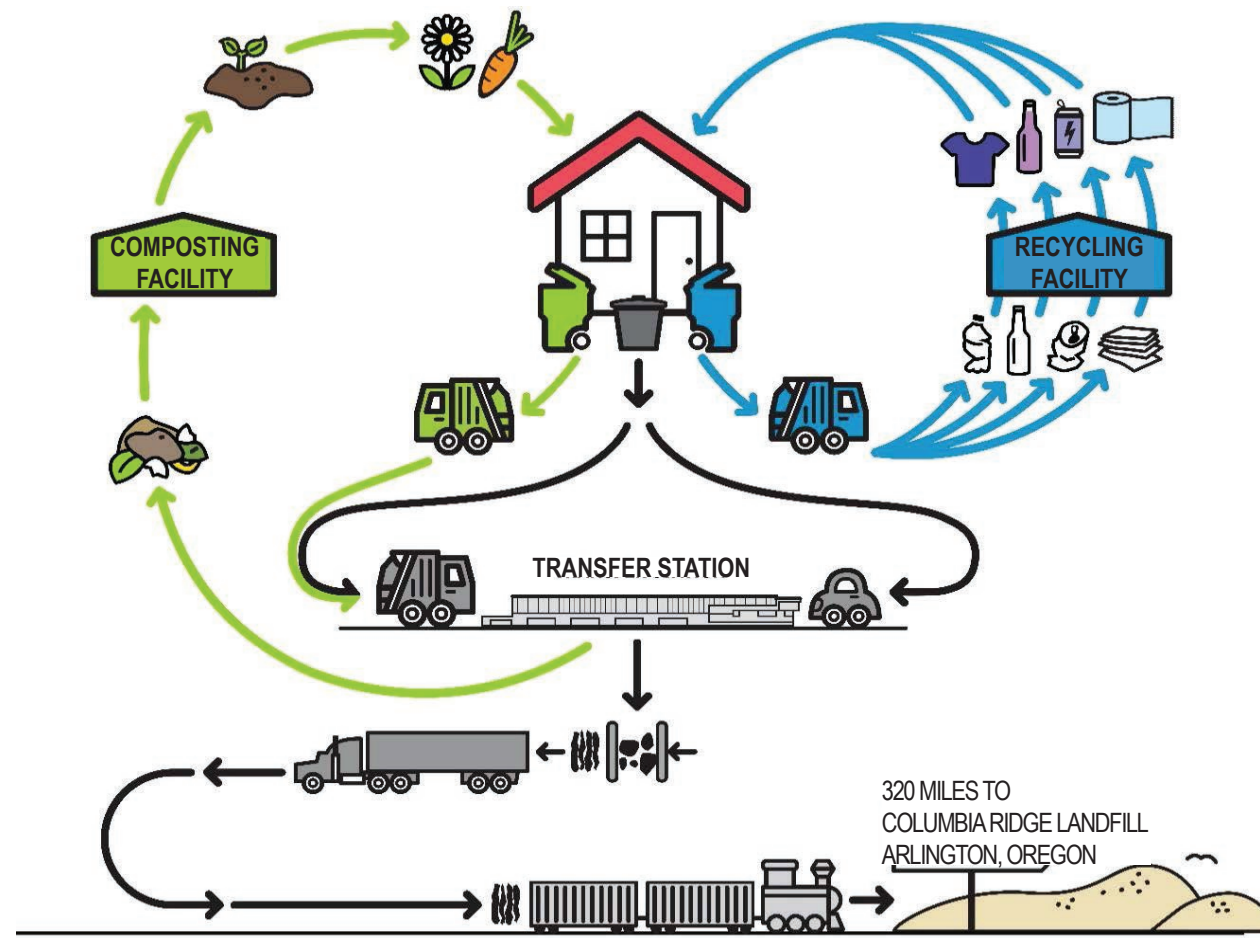 COMPOSTING
FACILITY
RECYCLING
FACILITY
TRANSFER STATION
320 MILES TO
COLUMBIA RIDGE LANDFILL
ARLINGTON, OREGON